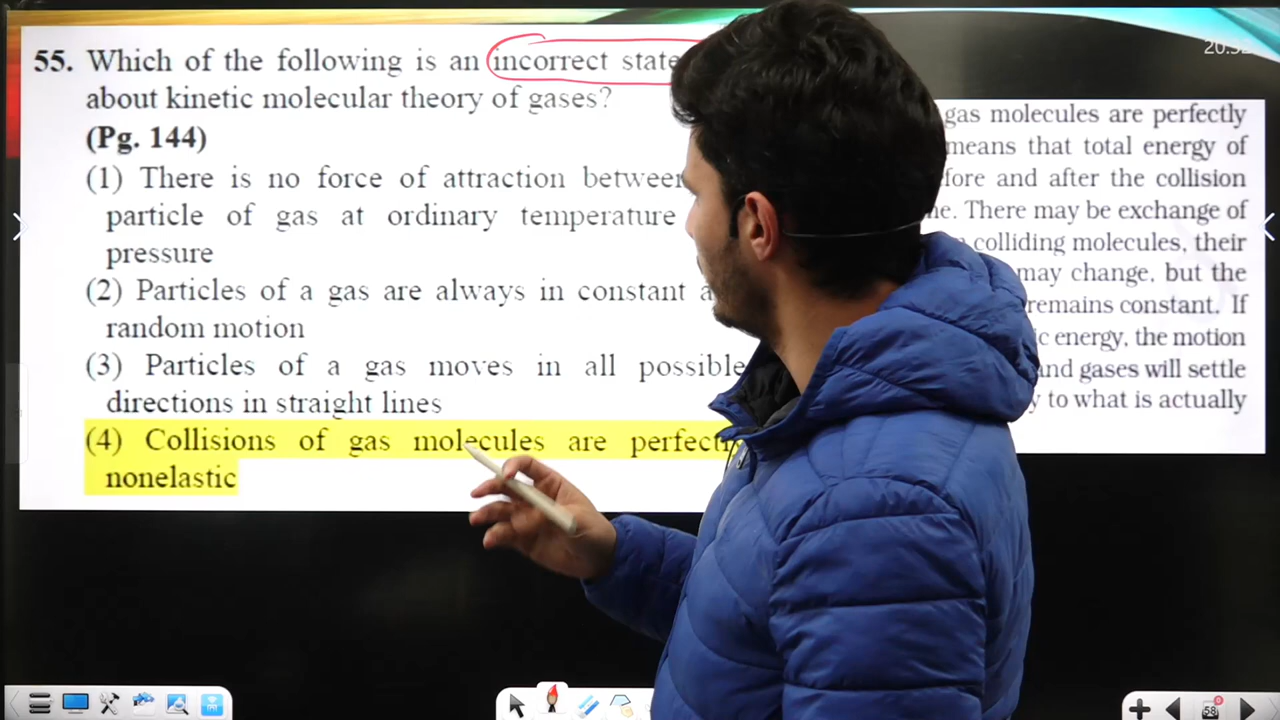 20:52
55. Which of the following is an incorrect state
about kinetic molecular theory of gases?
(Pg. 144)
(1) There is no force of attraction between
particle of gas at ordinary temperature
pressure
(2) Particles of a gas are always in constant a
random motion
(3) Particles of a gas moves in all possible
directions in straight lines
(4) Collisions of gas molecules are perfectly
nonelastic
gas molecules are perfectly
means that total energy of
fore and after the collision
ne. There may be exchange of
colliding molecules, their
may change, but the
remains constant. If
c energy, the motion
and gases will settle
y to what is actually
58